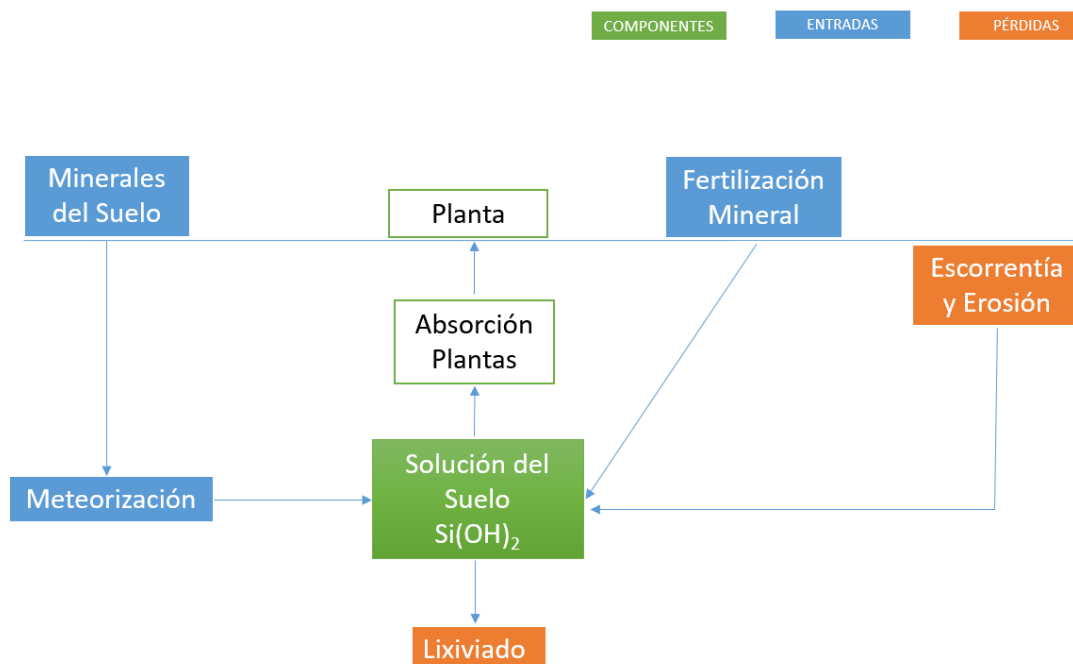 COMPONENTES
ENTRADAS
PÉRDIDAS
Minerales
del Suelo
Planta
Fertilización
Mineral
Escorrentía
y Erosión
Absorción
Plantas
Solución del
Suelo
Si(OH)₂
Meteorización
Lixiviado